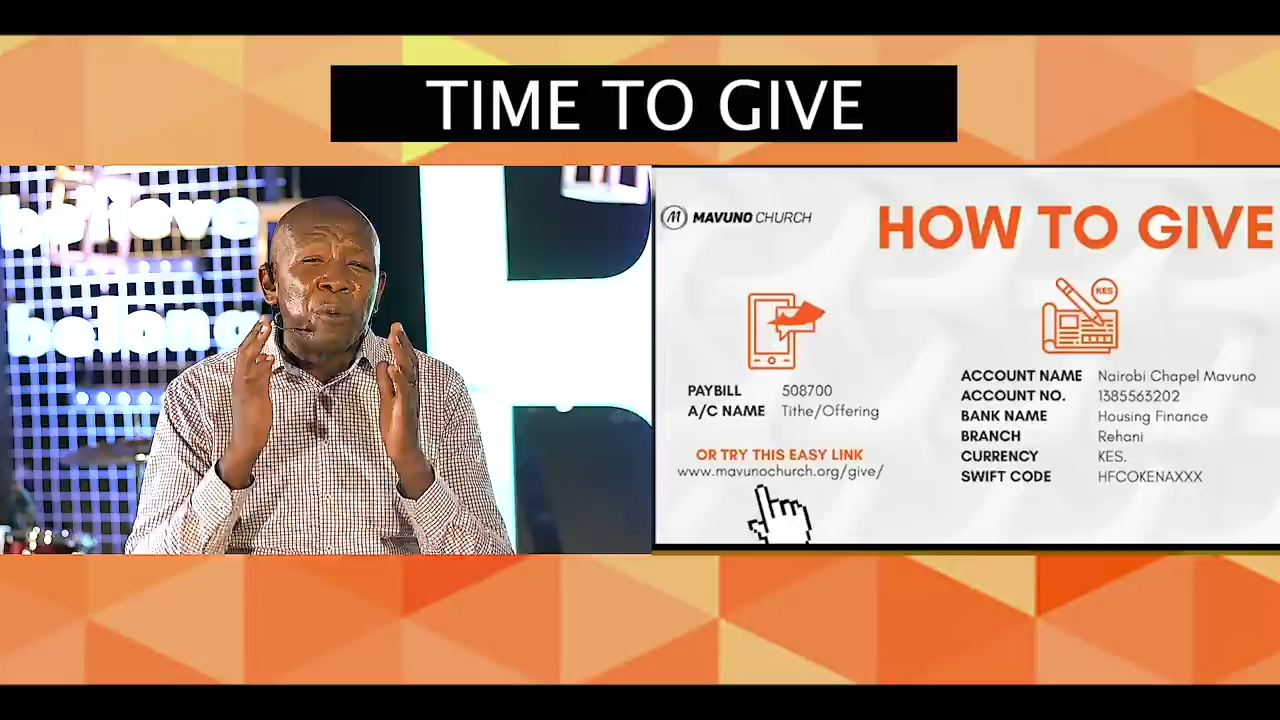 TIME TO GIVE
believe
belong
MAVUNO CHURCH
HOW TO GIVE
KES
PAYBILL 508700
A/C NAME Tithe/Offering
OR TRY THIS EASY LINK
www.mavunochurch.org/give/
ACCOUNT NAME Nairobi Chapel Mavuno
ACCOUNT NO. 1385563202
BANK NAME Housing Finance
BRANCH Rehani
CURRENCY KES.
SWIFT CODE HFCOKENAXXX